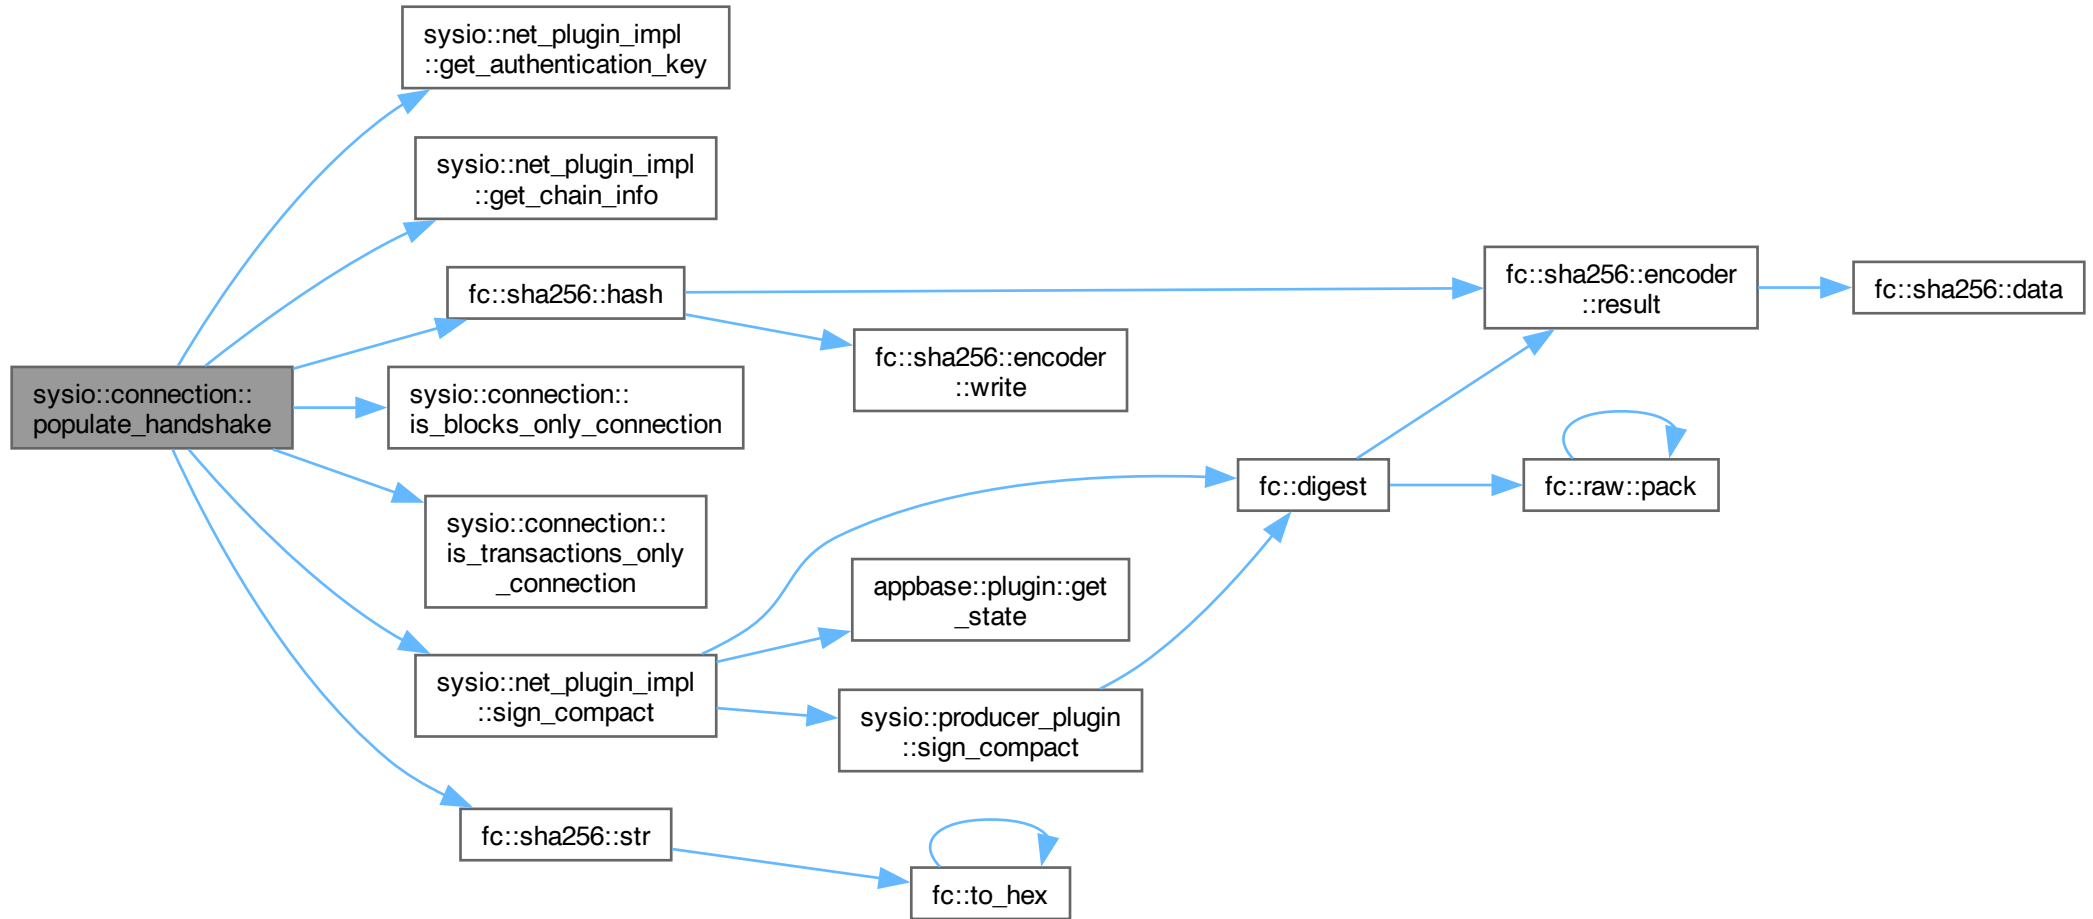 sysio::net_plugin_impl
::get_authentication_key
sysio::net_plugin_impl
::get_chain_info
fc::sha256::hash
fc::sha256::encoder
::result
fc::sha256::data
fc::sha256::encoder
::write
sysio::connection::
populate_handshake
sysio::connection::
is_blocks_only_connection
fc::digest
fc::raw::pack
sysio::connection::
is_transactions_only
_connection
appbase::plugin::get
_state
sysio::net_plugin_impl
::sign_compact
sysio::producer_plugin
::sign_compact
fc::sha256::str
fc::to_hex